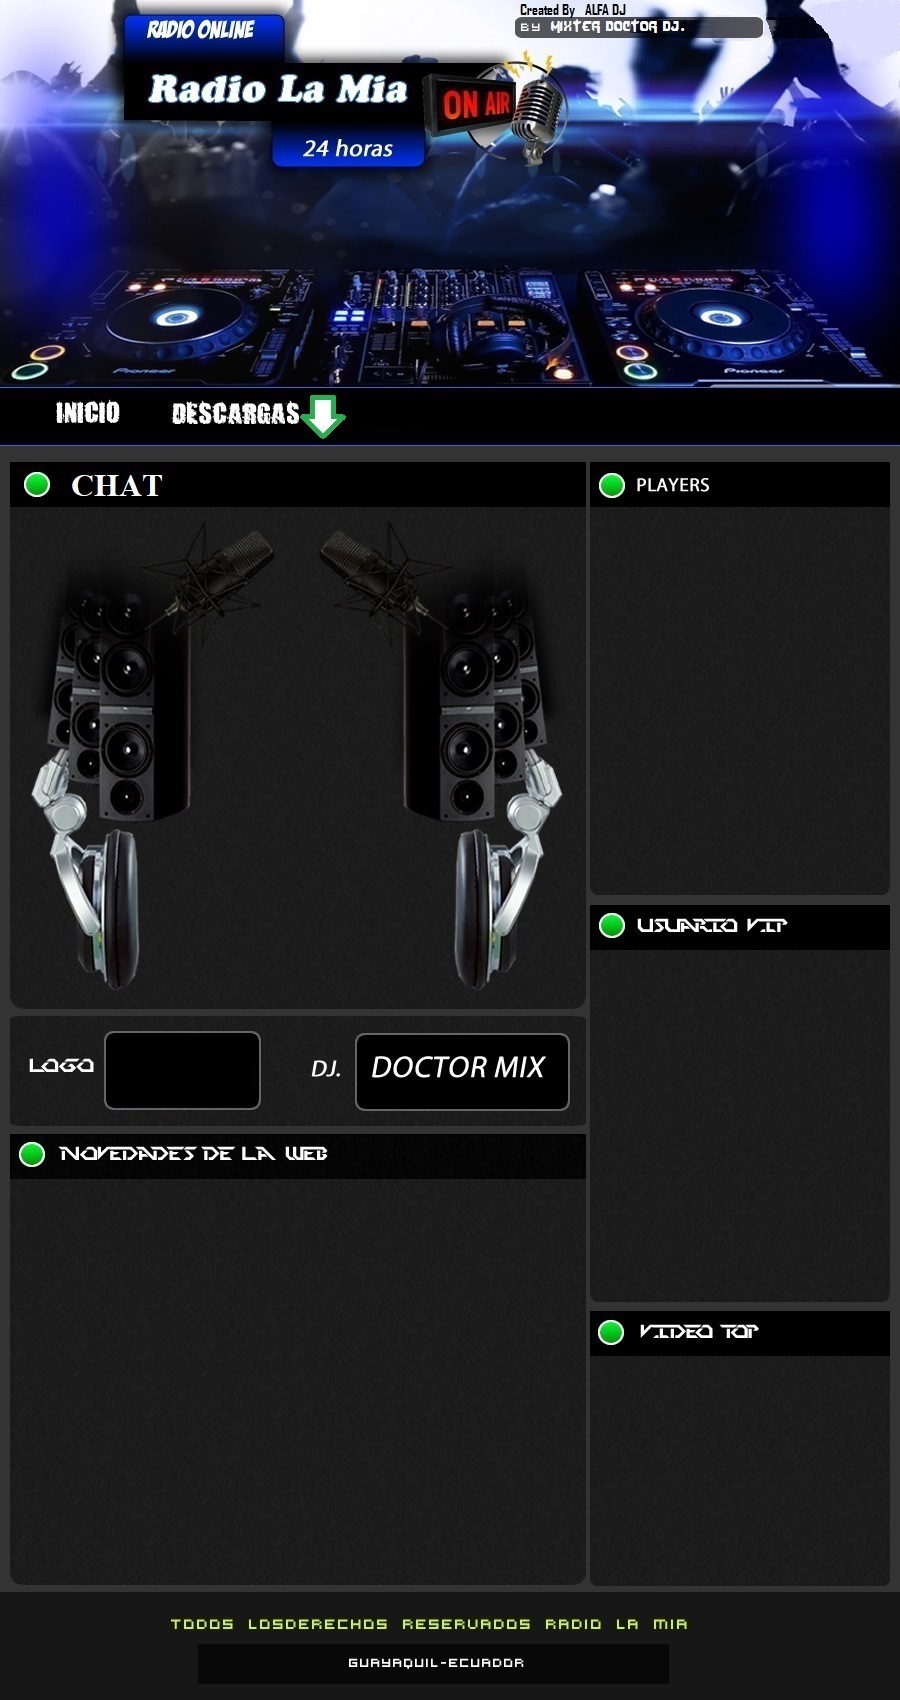 Created By ALFA DJ
BY MIXTER DOCTOR DJ.
RADIO ONLINE
Radio La Mia
ON AIR
24 horas
Pioneer
Pioneer
INICIO DESCARGAS
CHAT
PLAYERS
USUARIO VIP
LOGO
DJ. DOCTOR MIX
NOVEDADES DE LA WEB
VIDEO TOP
TODOS LOSDERECHOS RESERVADOS RADIO LA MIA
GUAYAQUIL-ECUADOR